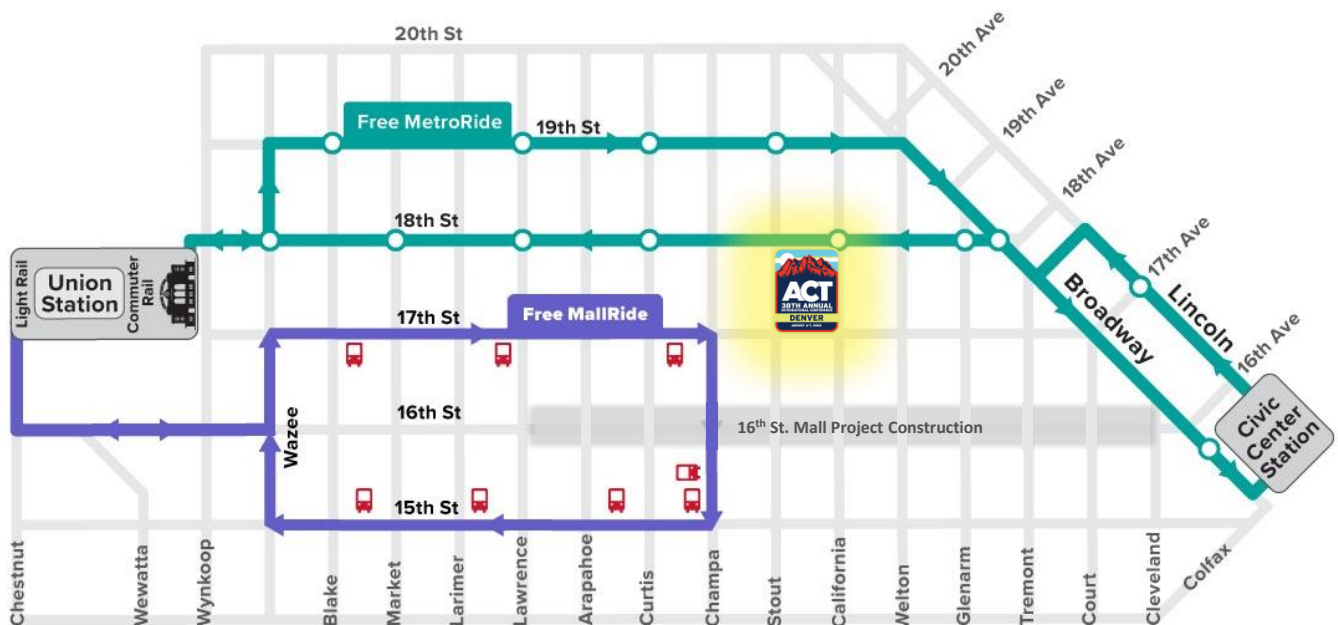 20th St
20th Ave
Free MetroRide
19th St
19th Ave
18th Ave
18th St
17th Ave
Light Rail
Union
Station
Commuter
Rail
ACT
38TH ANNUAL
INTERNATIONAL CONFERENCE
DENVER
17th St
Free MallRide
Lincoln
Broadway
16th Ave
Wazee
16th St
16th St. Mall Project Construction
Civic
Center
Station
15th St
Chestnut
Wewatta
Wynkoop
Blake
Market
Larimer
Lawrence
Arapahoe
Curtis
Champa
Stout
California
Welton
Glenarm
Tremont
Court
Cleveland
Colfax